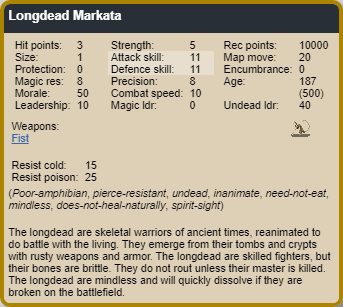 Longdead Markata
Hit points: 3 Strength: 5 Rec points: 10000
Size: 1 Attack skill: 11 Map move: 20
Protection: 0 Defence skill: 11 Encumbrance: 0
Magic res: 8 Precision: 8 Age: 187
Morale: 50 Combat speed: 10 (500)
Leadership: 10 Magic ldr: 0 Undead ldr: 40
Weapons:
Fist
Resist cold: 15
Resist poison: 25
(Poor-amphibian, pierce-resistant, undead, inanimate, need-not-eat,
mindless, does-not-heal-naturally, spirit-sight)
The longdead are skeletal warriors of ancient times, reanimated to
do battle with the living. They emerge from their tombs and crypts
with rusty weapons and armor. The longdead are skilled fighters, but
their bones are brittle. They do not rout unless their master is killed.
The longdead are mindless and will quickly dissolve if they are
broken on the battlefield.